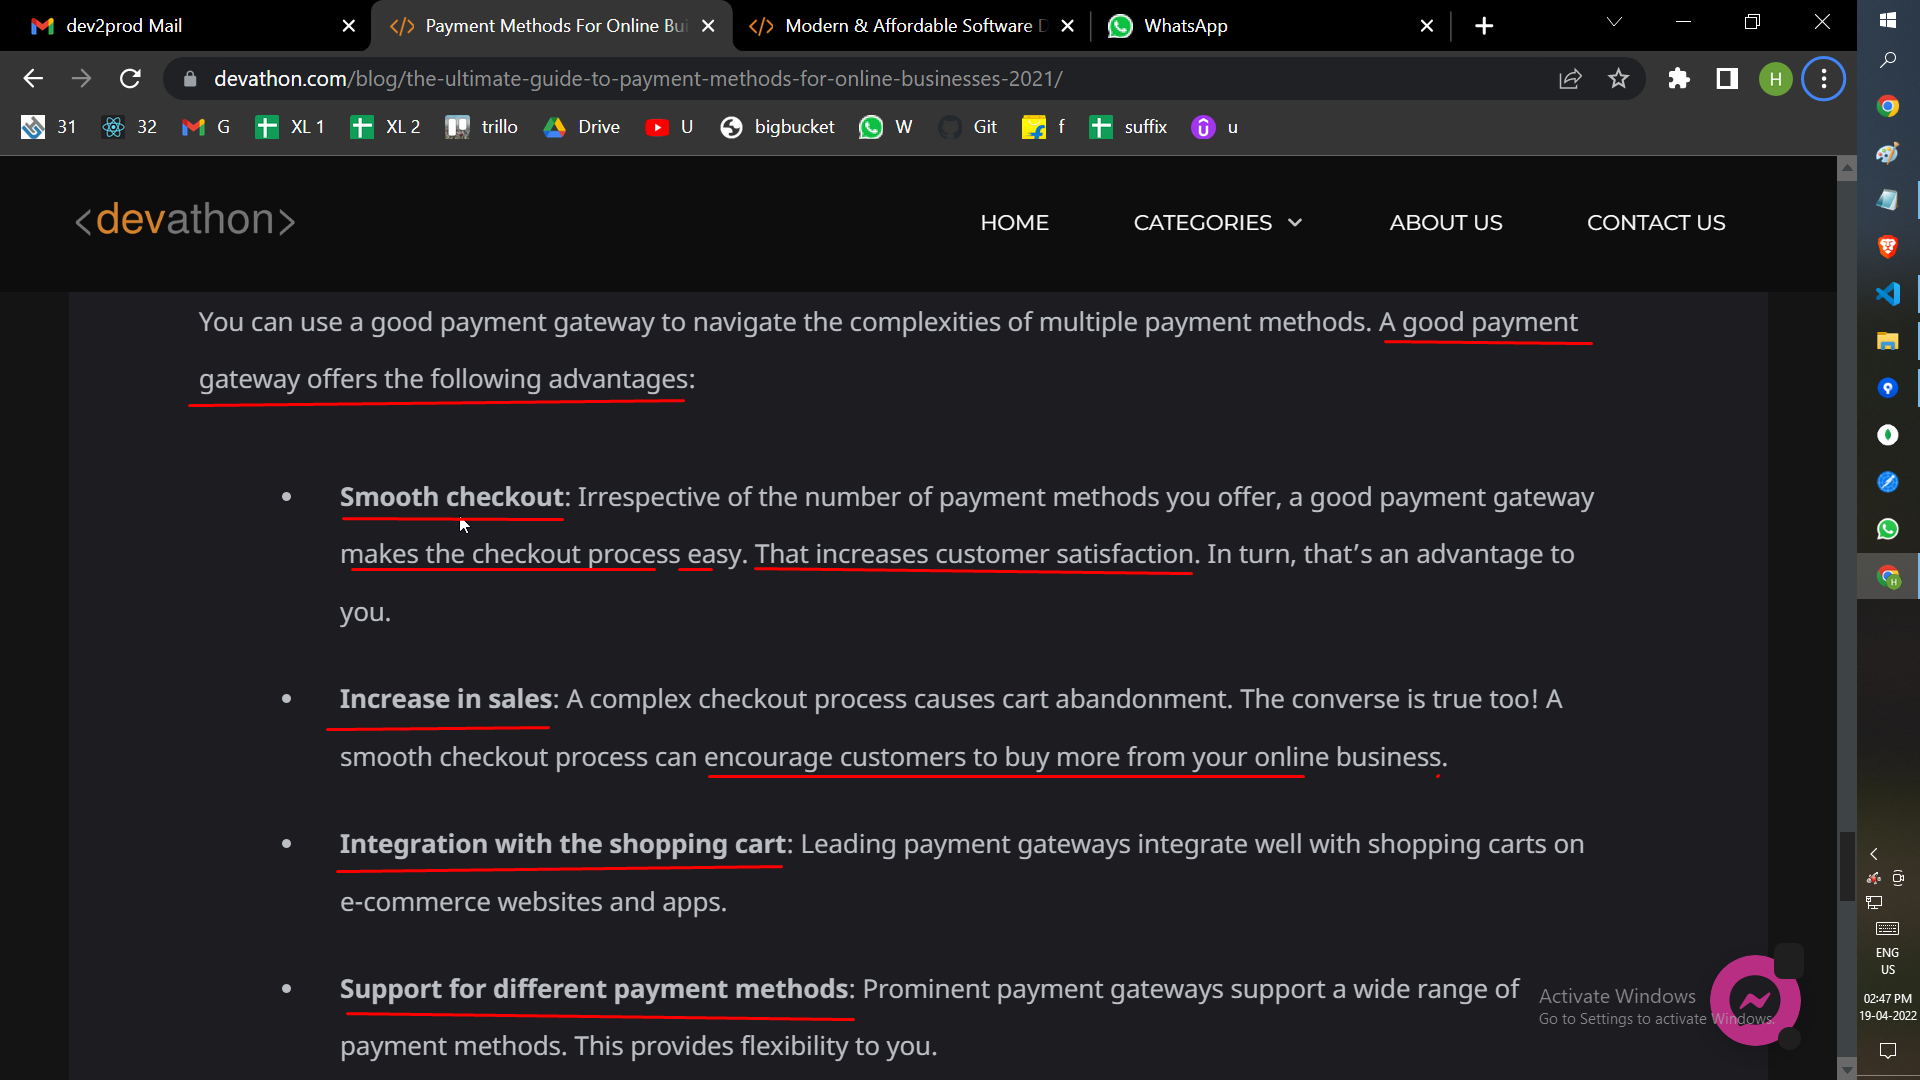 dev2prod Mail
Payment Methods For Online Bu
Modern & Affordable Software D
WhatsApp
devathon.com/blog/the-ultimate-guide-to-payment-methods-for-online-businesses-2021/
H
31
32
G
XL 1
XL 2
trillo
Drive
U
bigbucket
W
Git
f
suffix
u
<devathon>
HOME
CATEGORIES
ABOUT US
CONTACT US
You can use a good payment gateway to navigate the complexities of multiple payment methods. A good payment
gateway offers the following advantages:
• Smooth checkout: Irrespective of the number of payment methods you offer, a good payment gateway
makes the checkout process easy. That increases customer satisfaction. In turn, that’s an advantage to
you.
• Increase in sales: A complex checkout process causes cart abandonment. The converse is true too! A
smooth checkout process can encourage customers to buy more from your online business.
• Integration with the shopping cart: Leading payment gateways integrate well with shopping carts on
e-commerce websites and apps.
• Support for different payment methods: Prominent payment gateways support a wide range of
payment methods. This provides flexibility to you.
Activate Windows
Go to Settings to activate Windows.
ENG
US
02:47 PM
19-04-2022